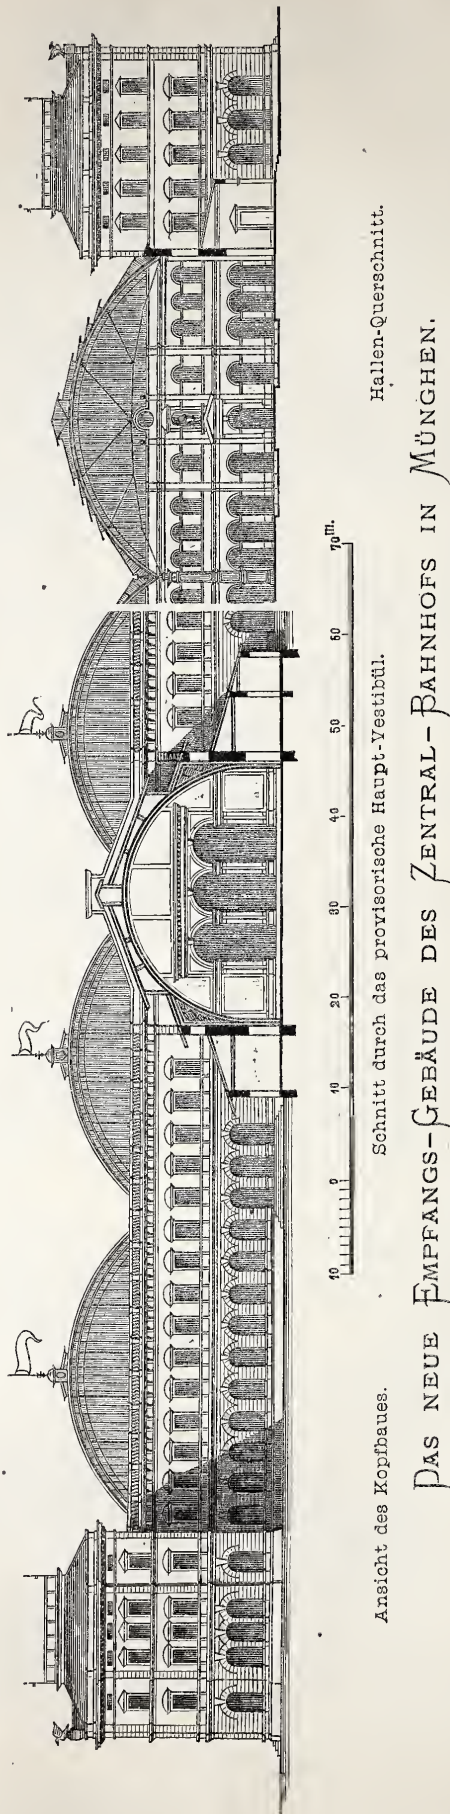 10 0 10 20 30 40 50 60 70m.
Ansicht des Kopfbaues. Schnitt durch das provisorische Haupt-Vestibül. Hallen-Querschnitt.
DAS NEUE EMPFANGS-GEBÄUDE DES ZENTRAL-BAHNHOFS IN MÜNCHEN.